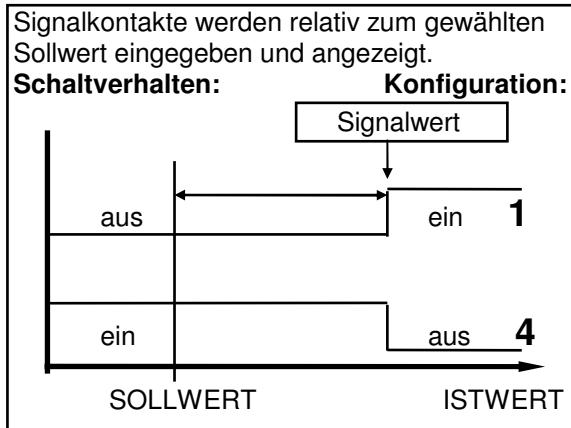 Signalkontakte werden relativ zum gewählten
Sollwert eingegeben und angezeigt.
Schaltverhalten: Konfiguration:
Signalwert
aus ein 1
ein aus 4
SOLLWERT ISTWERT